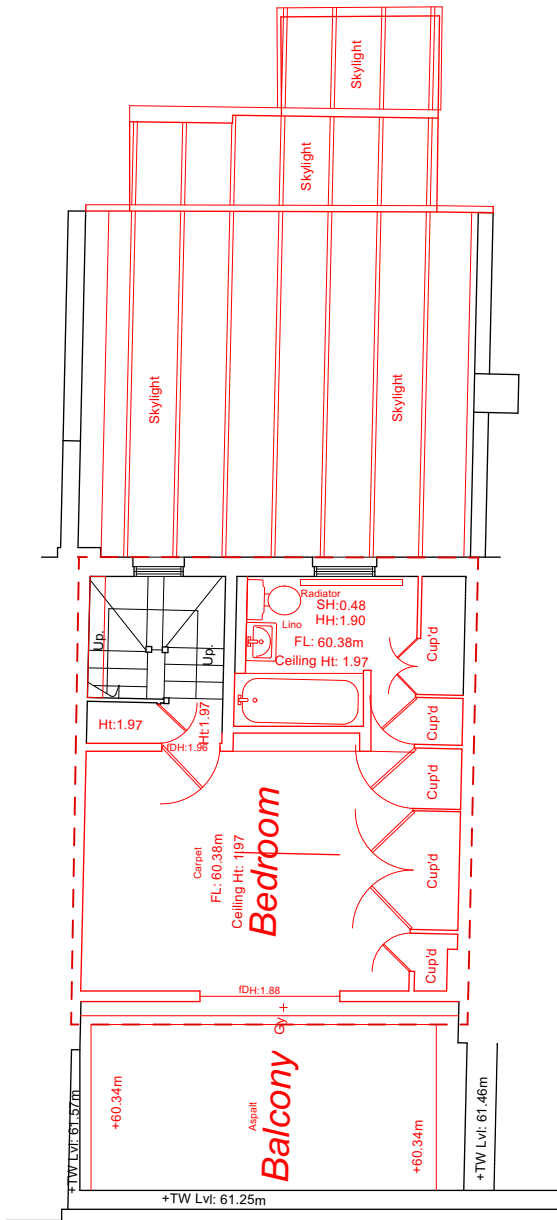 Skylight
Skylight
Skylight
Skylight
Radiator
SH:0.48
HH:1.90
Lino
FL: 60.38m
Ceiling Ht: 1.97
Up.
Up.
Cup'd
Cup'd
Cup'd
Cup'd
Cup'd
Ht:1.97
Ht:1.97
fDH:1.96
Carpet
FL: 60.38m
Ceiling Ht: 1.97
Bedroom
fDH:1.88
Gy
+60.34m
Aspalt
Balcony
+60.34m
+TW Lvl: 61.57m
+TW Lvl: 61.46m
+TW Lvl: 61.25m